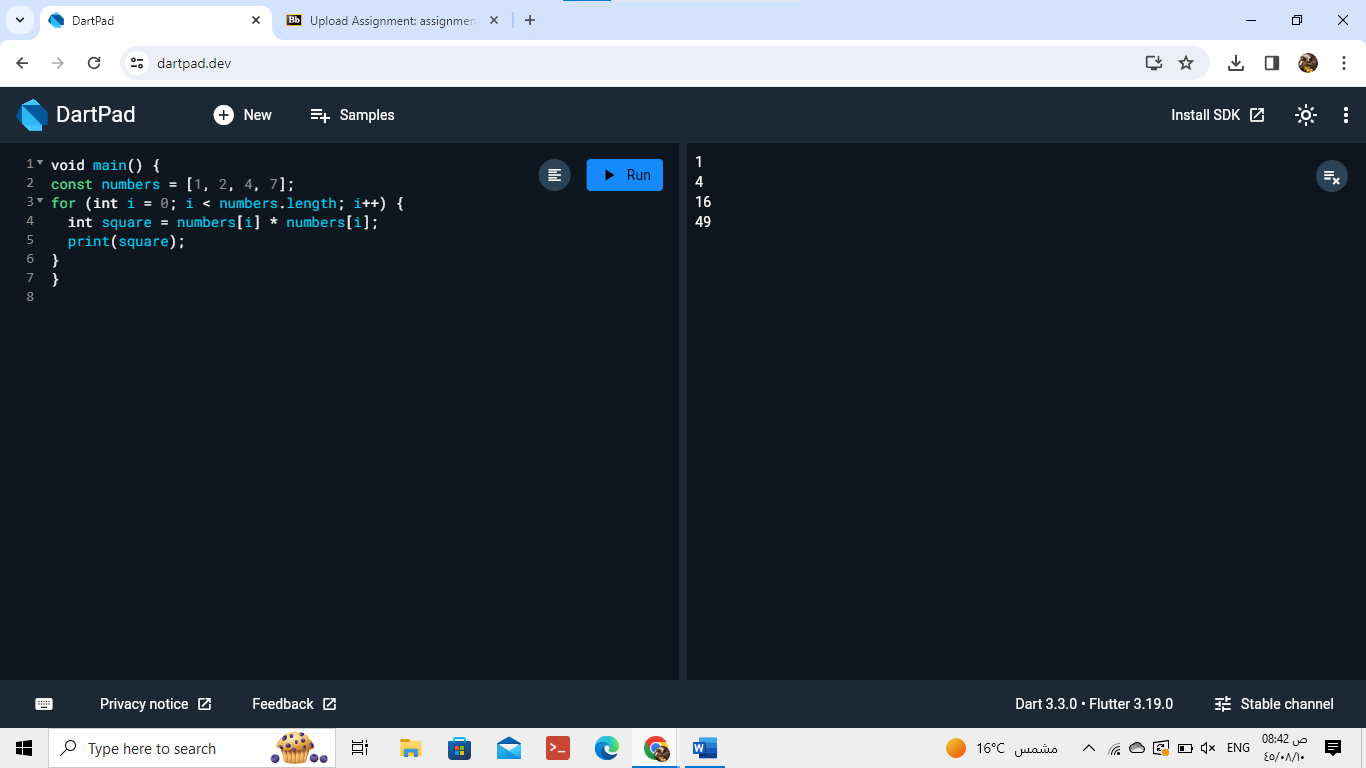 DartPad
Bb Upload Assignment: assignmen
dartpad.dev
DartPad
New
Samples
Install SDK
1 void main() {
2 const numbers = [1, 2, 4, 7];
3 for (int i = 0; i < numbers.length; i++) {
4   int square = numbers[i] * numbers[i];
5   print(square);
6 }
7 }
8
Run
1
4
16
49
Privacy notice
Feedback
Dart 3.3.0 • Flutter 3.19.0
Stable channel
Type here to search
W
16°C مشمس
ENG
08:42 ص
٤٥/٠٨/١٠